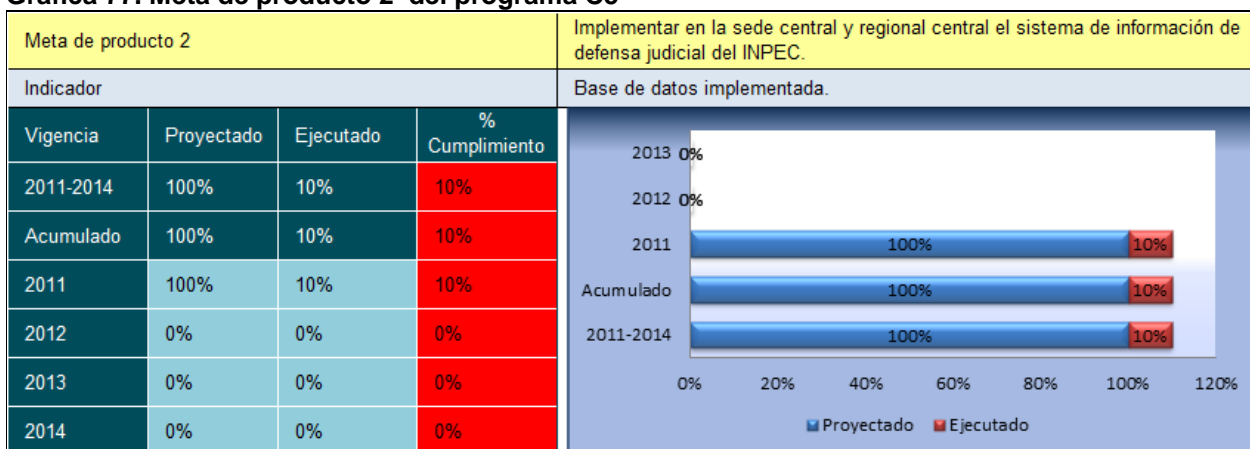 Gráfica 77. Meta de producto 2 del programa C5
Meta de producto 2
Implementar en la sede central y regional central el sistema de información de
defensa judicial del INPEC.
Indicador
Base de datos implementada.
Vigencia Proyectado Ejecutado % Cumplimiento
2011-2014 100% 10% 10%
Acumulado 100% 10% 10%
2011 100% 10% 10%
2012 0% 0% 0%
2013 0% 0% 0%
2014 0% 0% 0%
2013 0%
2012 0%
2011 100% 10%
Acumulado 100% 10%
2011-2014 100% 10%
0% 20% 40% 60% 80% 100% 120%
Proyectado Ejecutado